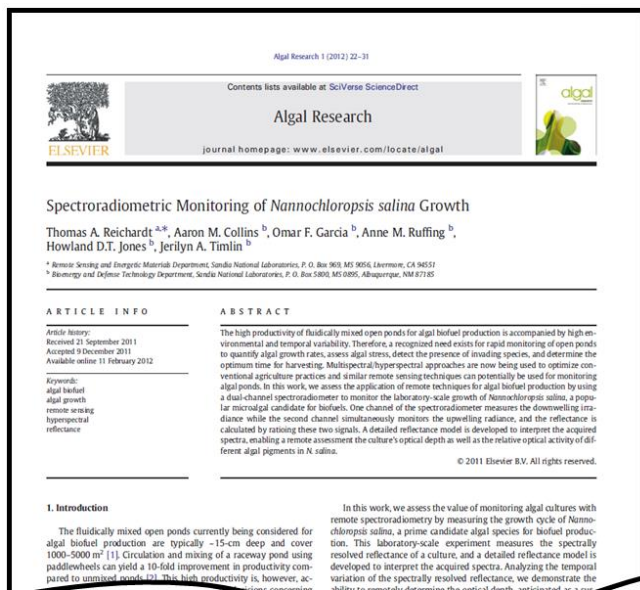 Algal Research 1 (2012) 22–31
Contents lists available at SciVerse ScienceDirect
Algal Research
journal homepage: www.elsevier.com/locate/algal
ELSEVIER
algal
Spectroradiometric Monitoring of Nannochloropsis salina Growth
Thomas A. Reichardt a,*, Aaron M. Collins b, Omar F. Garcia b, Anne M. Ruffing b,
Howland D.T. Jones b, Jerilyn A. Timlin b
a Remote Sensing and Energetic Materials Department, Sandia National Laboratories, P. O. Box 969, MS 9056, Livermore, CA 94551
b Bioenergy and Defense Technology Department, Sandia National Laboratories, P. O. Box 5800, MS 0895, Albuquerque, NM 87185
ARTICLE INFO
Article history:
Received 21 September 2011
Accepted 9 December 2011
Available online 11 February 2012
Keywords:
algal biofuel
algal growth
remote sensing
hyperspectral
reflectance
ABSTRACT
The high productivity of fluidically mixed open ponds for algal biofuel production is accompanied by high en-
vironmental and temporal variability. Therefore, a recognized need exists for rapid monitoring of open ponds
to quantify algal growth rates, assess algal stress, detect the presence of invading species, and determine the
optimum time for harvesting. Multispectral/hyperspectral approaches are now being used to optimize con-
ventional agriculture practices and similar remote sensing techniques can potentially be used for monitoring
algal ponds. In this work, we assess the application of remote techniques for algal biofuel production by using
a dual-channel spectroradiometer to monitor the laboratory-scale growth of Nannochloropsis salina, a popu-
lar microalgal candidate for biofuels. One channel of the spectroradiometer measures the downwelling irra-
diance while the second channel simultaneously monitors the upwelling radiance, and the reflectance is
calculated by ratioing these two signals. A detailed reflectance model is developed to interpret the acquired
spectra, enabling a remote assessment the culture's optical depth as well as the relative optical activity of dif-
ferent algal pigments in N. salina.
© 2011 Elsevier B.V. All rights reserved.
1. Introduction
The fluidically mixed open ponds currently being considered for
algal biofuel production are typically ~15-cm deep and cover
1000–5000 m² [1]. Circulation and mixing of a raceway pond using
paddlewheels can yield a 10-fold improvement in productivity com-
pared to unmixed ponds [2]. This high productivity is, however, ac-
In this work, we assess the value of monitoring algal cultures with
remote spectroradiometry by measuring the growth cycle of Nanno-
chloropsis salina, a prime candidate algal species for biofuel produc-
tion. This laboratory-scale experiment measures the spectrally
resolved reflectance of a culture, and a detailed reflectance model is
developed to interpret the acquired spectra. Analyzing the temporal
variation of the spectrally resolved reflectance, we demonstrate the